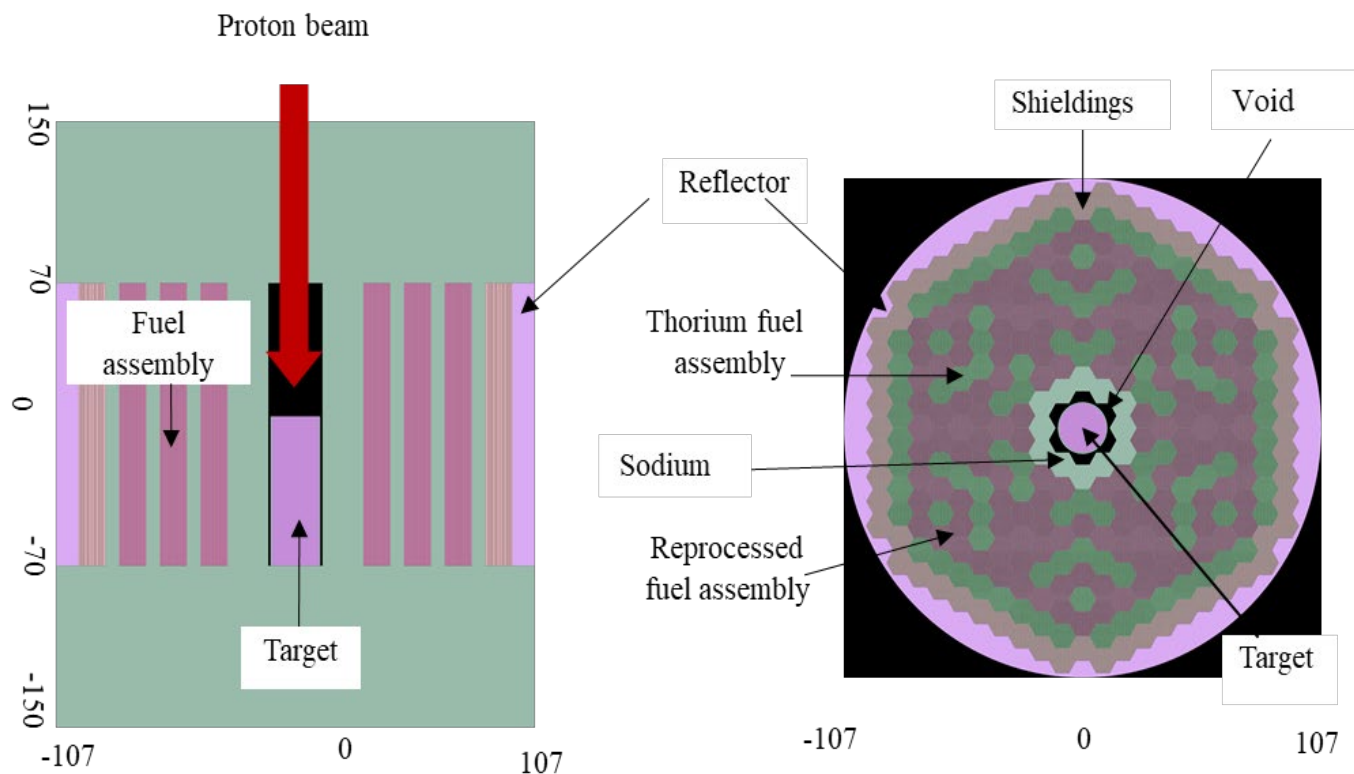 Proton beam
150
70
0
-70
-150
-107
0
107
Fuel
assembly
Target
Reflector
Shieldings
Void
Thorium fuel
assembly
Sodium
Reprocessed
fuel assembly
Target
-107
0
107